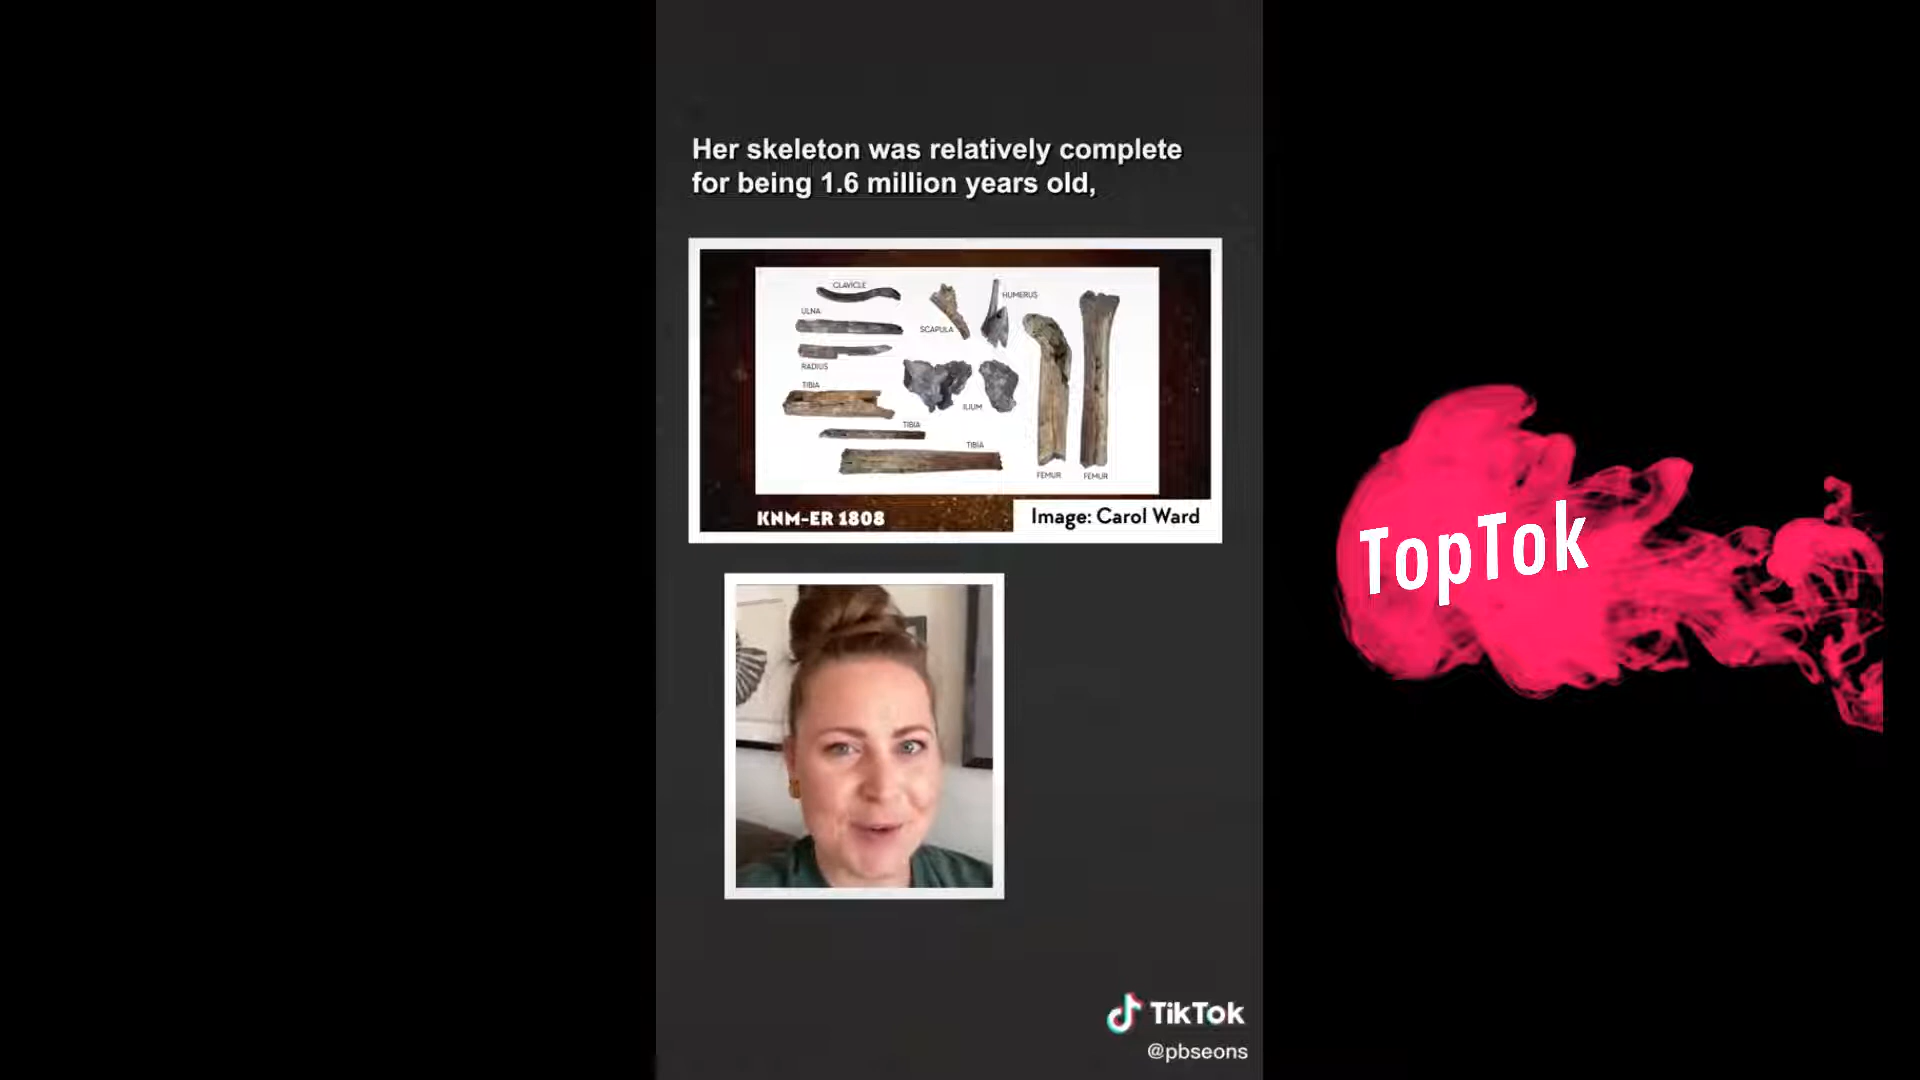 Her skeleton was relatively complete
for being 1.6 million years old,
CLAVICLE
ULNA
RADIUS
TIBIA
TIBIA
TIBIA
SCAPULA
HUMERUS
ILIUM
FEMUR
FEMUR
KNM-ER 1808
Image: Carol Ward
TopTok
TikTok
@pbseons